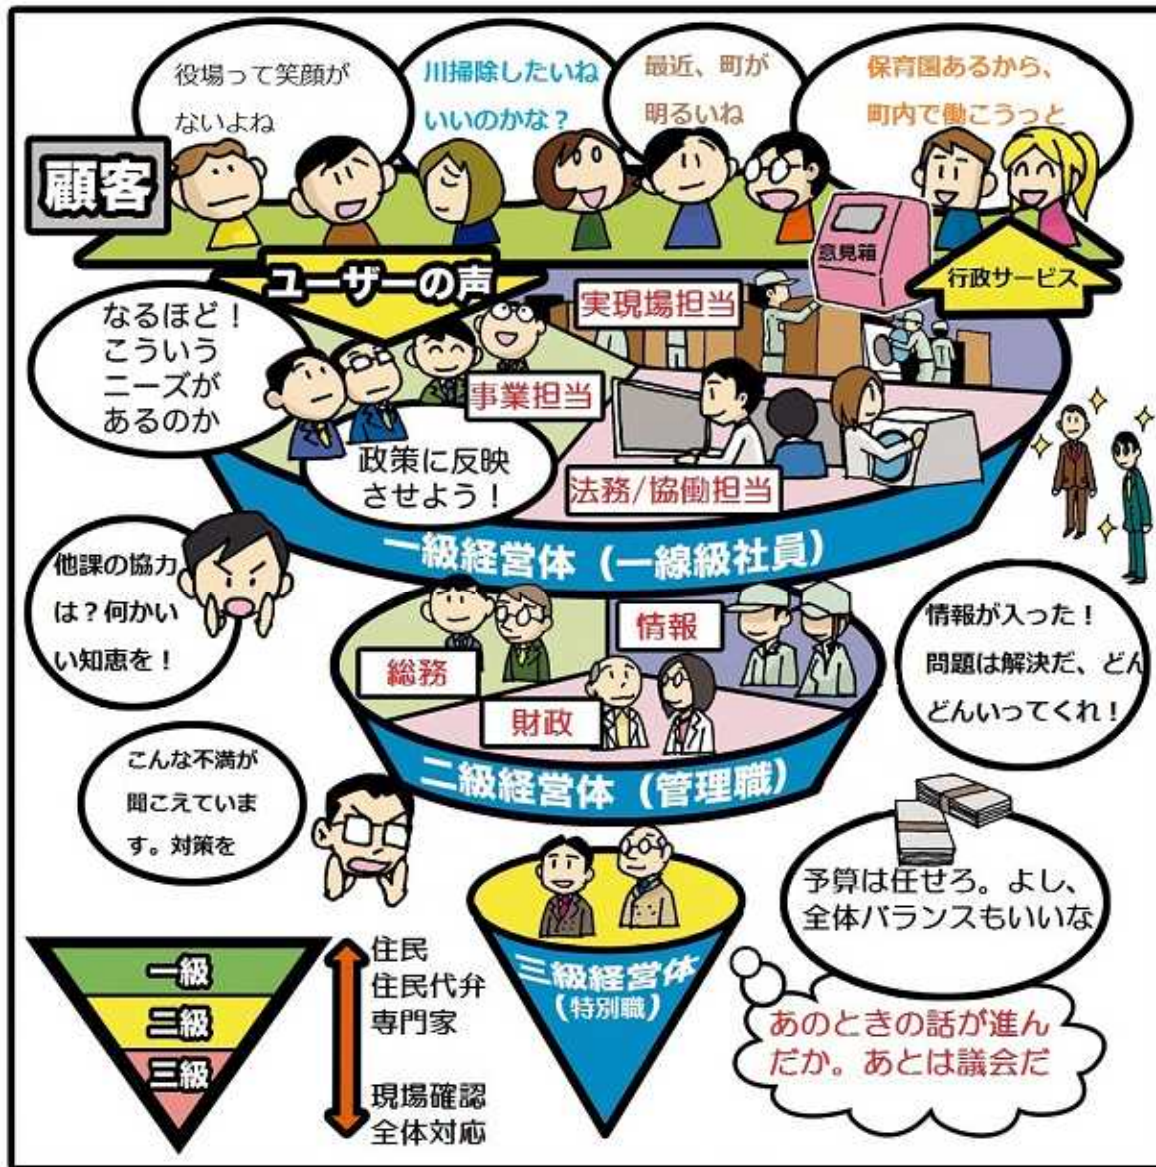 役場って笑顔が
ないよね
川掃除したいね
いいのかな？
最近、町が
明るいね
保育園あるから、
町内で働こうっと
顧客
意見箱
ユーザーの声
行政サービス
実現場担当
なるほど！
こういう
ニーズが
あるのか
事業担当
政策に反映
させよう！
法務/協働担当
一級経営体（一線級社員）
他課の協力
は？何かい
い知恵を！
情報
総務
財政
情報が入った！
問題は解決だ、どん
どんいってくれ！
二級経営体（管理職）
こんな不満が
聞こえていま
す。対策を
予算は任せろ。よし、
全体バランスもいいな
三級経営体
（特別職）
あのときの話が進ん
だか。あとは議会だ
一級
二級
三級
住民
住民代弁
専門家
現場確認
全体対応